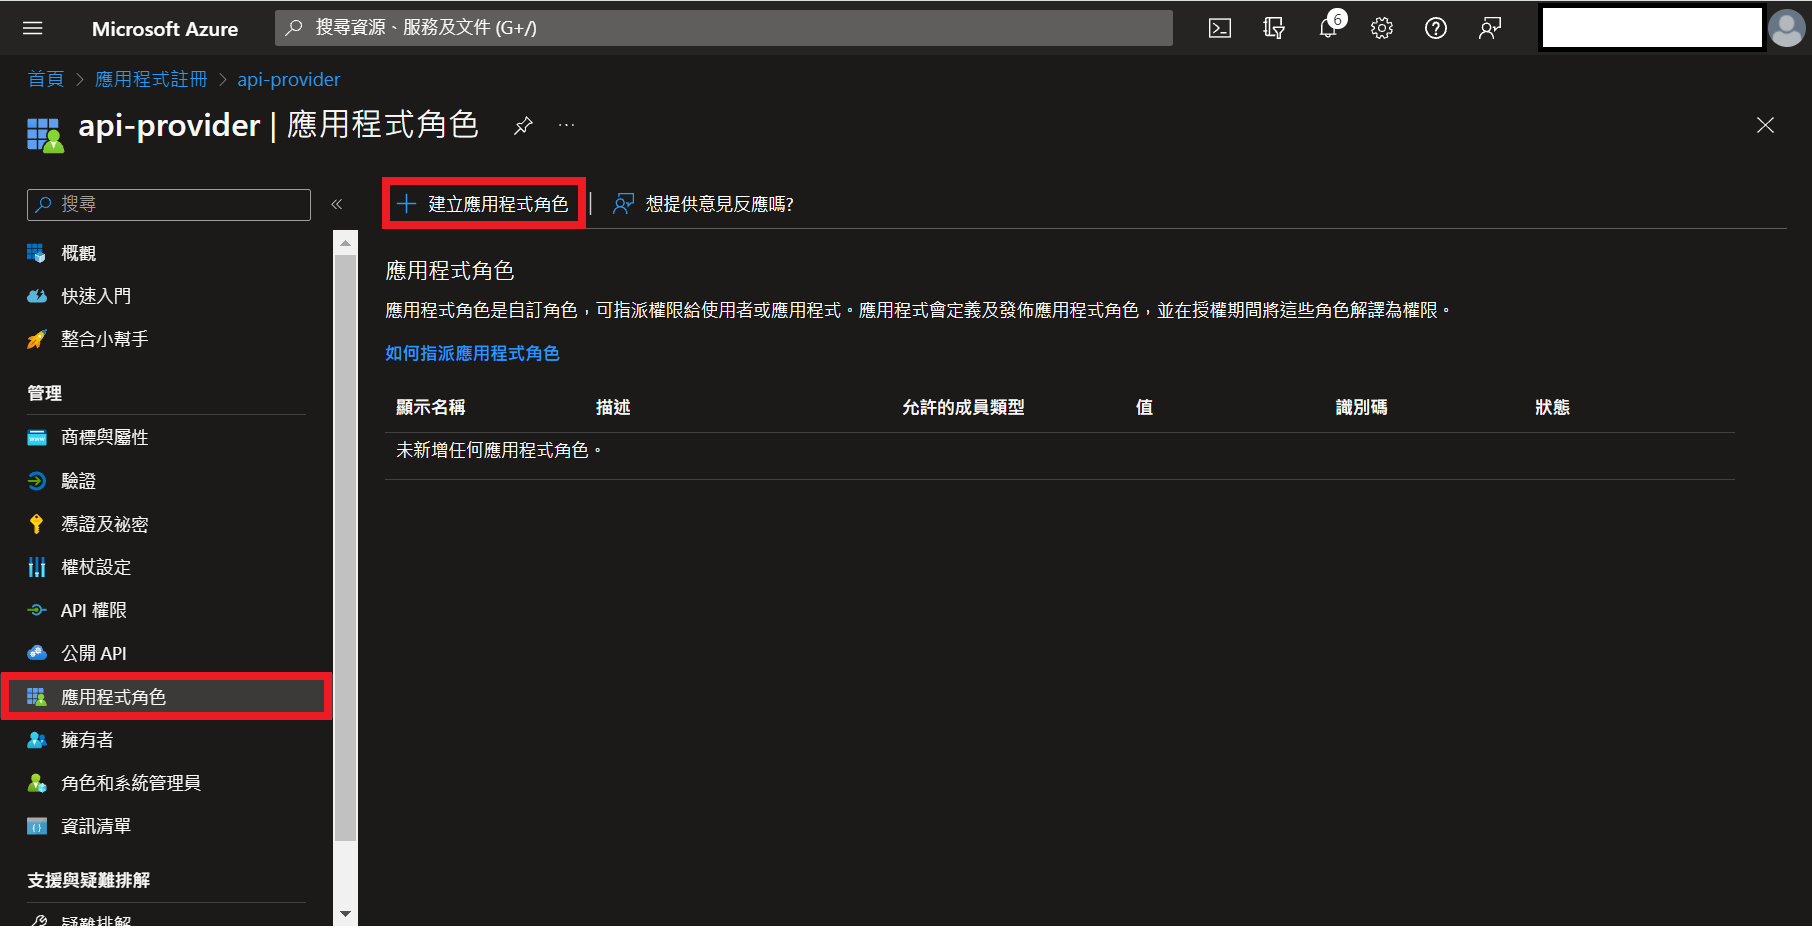 Microsoft Azure
搜尋資源、服務及文件 (G+/)
6
首頁 > 應用程式註冊 > api-provider
api-provider | 應用程式角色
搜尋
概觀
快速入門
整合小幫手
管理
商標與屬性
驗證
憑證及祕密
權杖設定
API 權限
公開 API
應用程式角色
擁有者
角色和系統管理員
資訊清單
支援與疑難排解
疑難排解
建立應用程式角色
想提供意見反應嗎?
應用程式角色
應用程式角色是自訂角色，可指派權限給使用者或應用程式。應用程式會定義及發佈應用程式角色，並在授權期間將這些角色解譯為權限。
如何指派應用程式角色
顯示名稱 描述 允許的成員類型 值 識別碼 狀態
未新增任何應用程式角色。